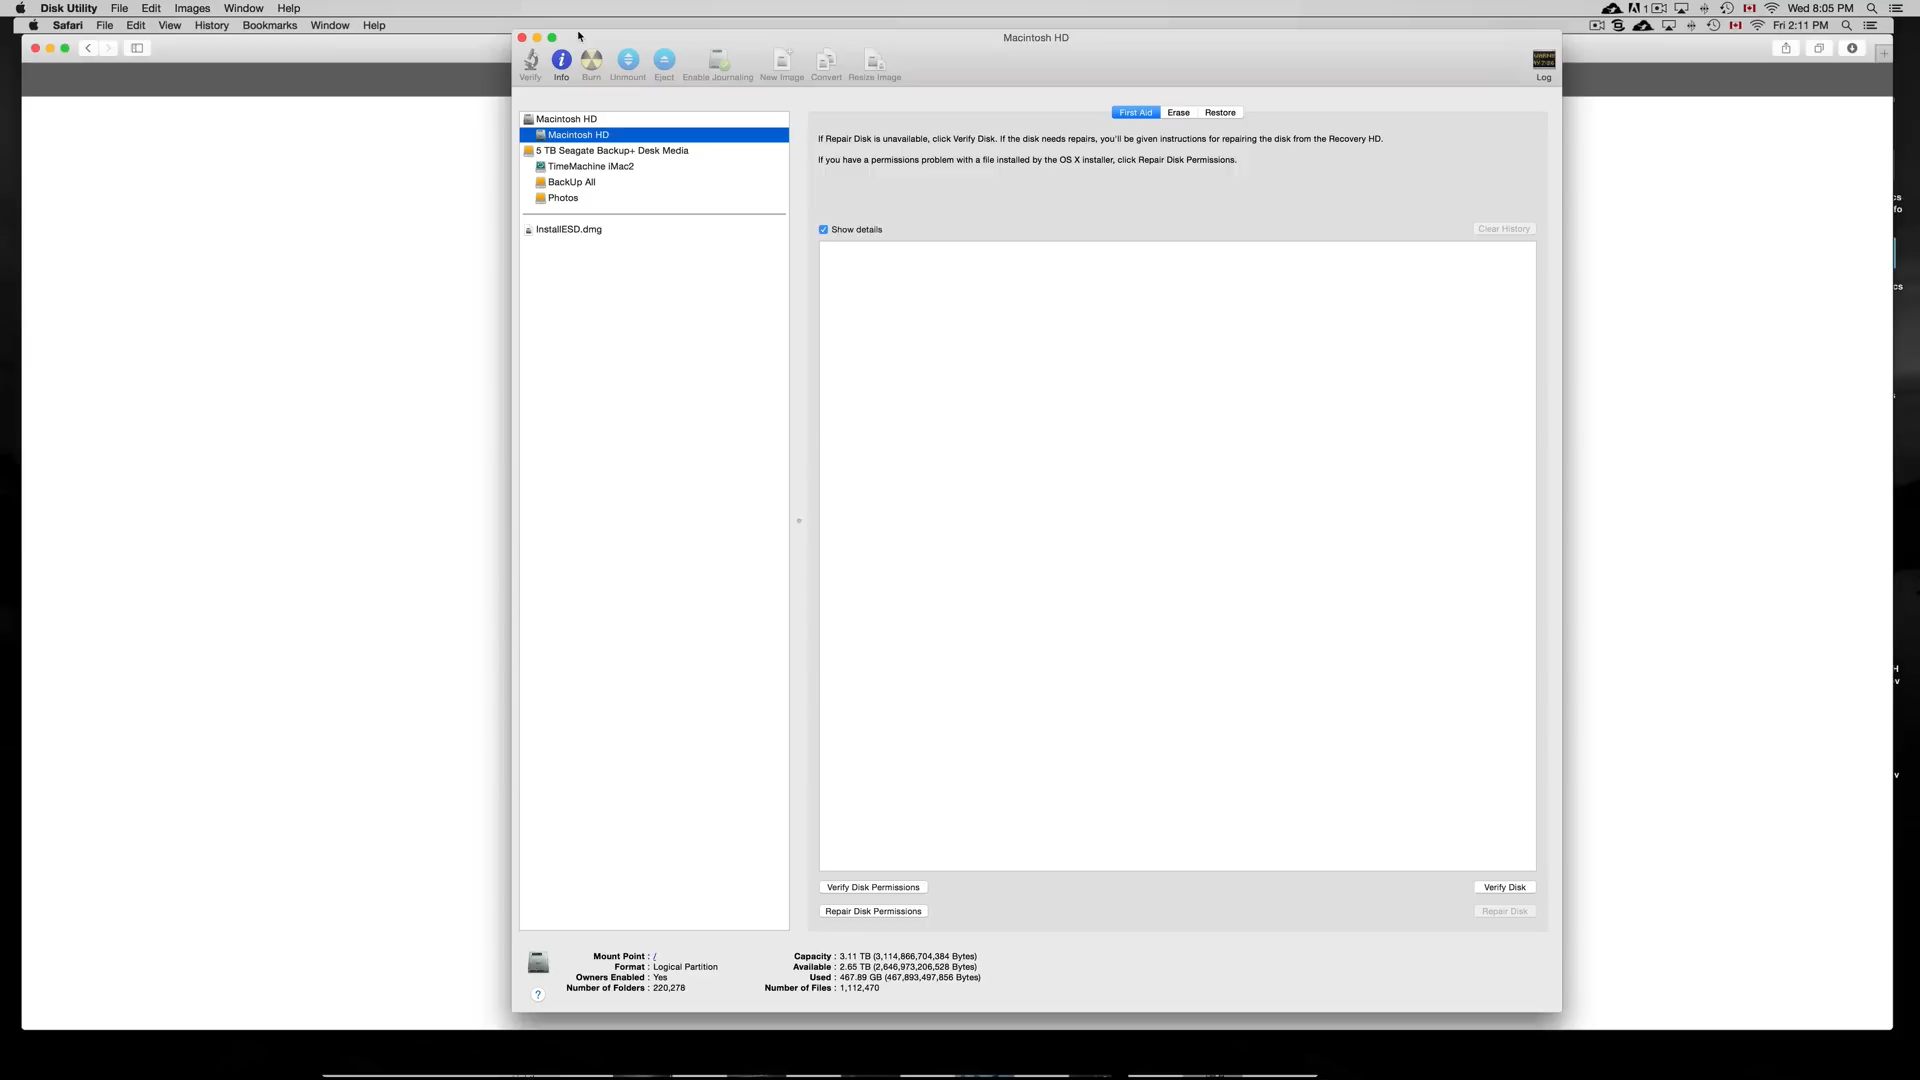 Disk Utility File Edit Images Window Help
1 Wed 8:05 PM
Safari File Edit View History Bookmarks Window Help
Fri 2:11 PM
Macintosh HD
Verify Info Burn Unmount Eject Enable Journaling New Image Convert Resize Image
Log
Macintosh HD
Macintosh HD
5 TB Seagate Backup+ Desk Media
TimeMachine iMac2
BackUp All
Photos
InstallESD.dmg
First Aid Erase Restore
If Repair Disk is unavailable, click Verify Disk. If the disk needs repairs, you'll be given instructions for repairing the disk from the Recovery HD.
If you have a permissions problem with a file installed by the OS X installer, click Repair Disk Permissions.
Show details
Clear History
Verify Disk Permissions
Verify Disk
Repair Disk Permissions
Repair Disk
Mount Point : /
Format : Logical Partition
Owners Enabled : Yes
Number of Folders : 220,278
Capacity : 3.11 TB (3,114,866,704,384 Bytes)
Available : 2.65 TB (2,646,973,206,528 Bytes)
Used : 467.89 GB (467,893,497,856 Bytes)
Number of Files : 1,112,470
?